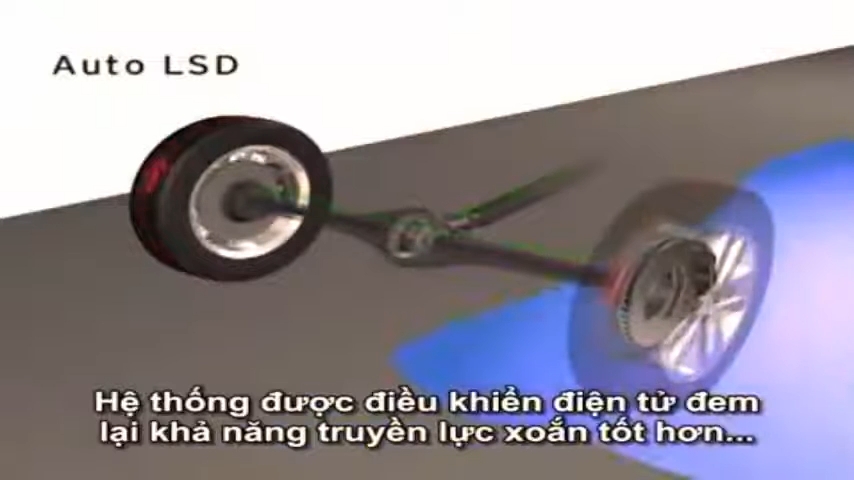 Auto LSD
Hệ thống được điều khiển điện tử đem
lại khả năng truyền lực xoắn tốt hơn...